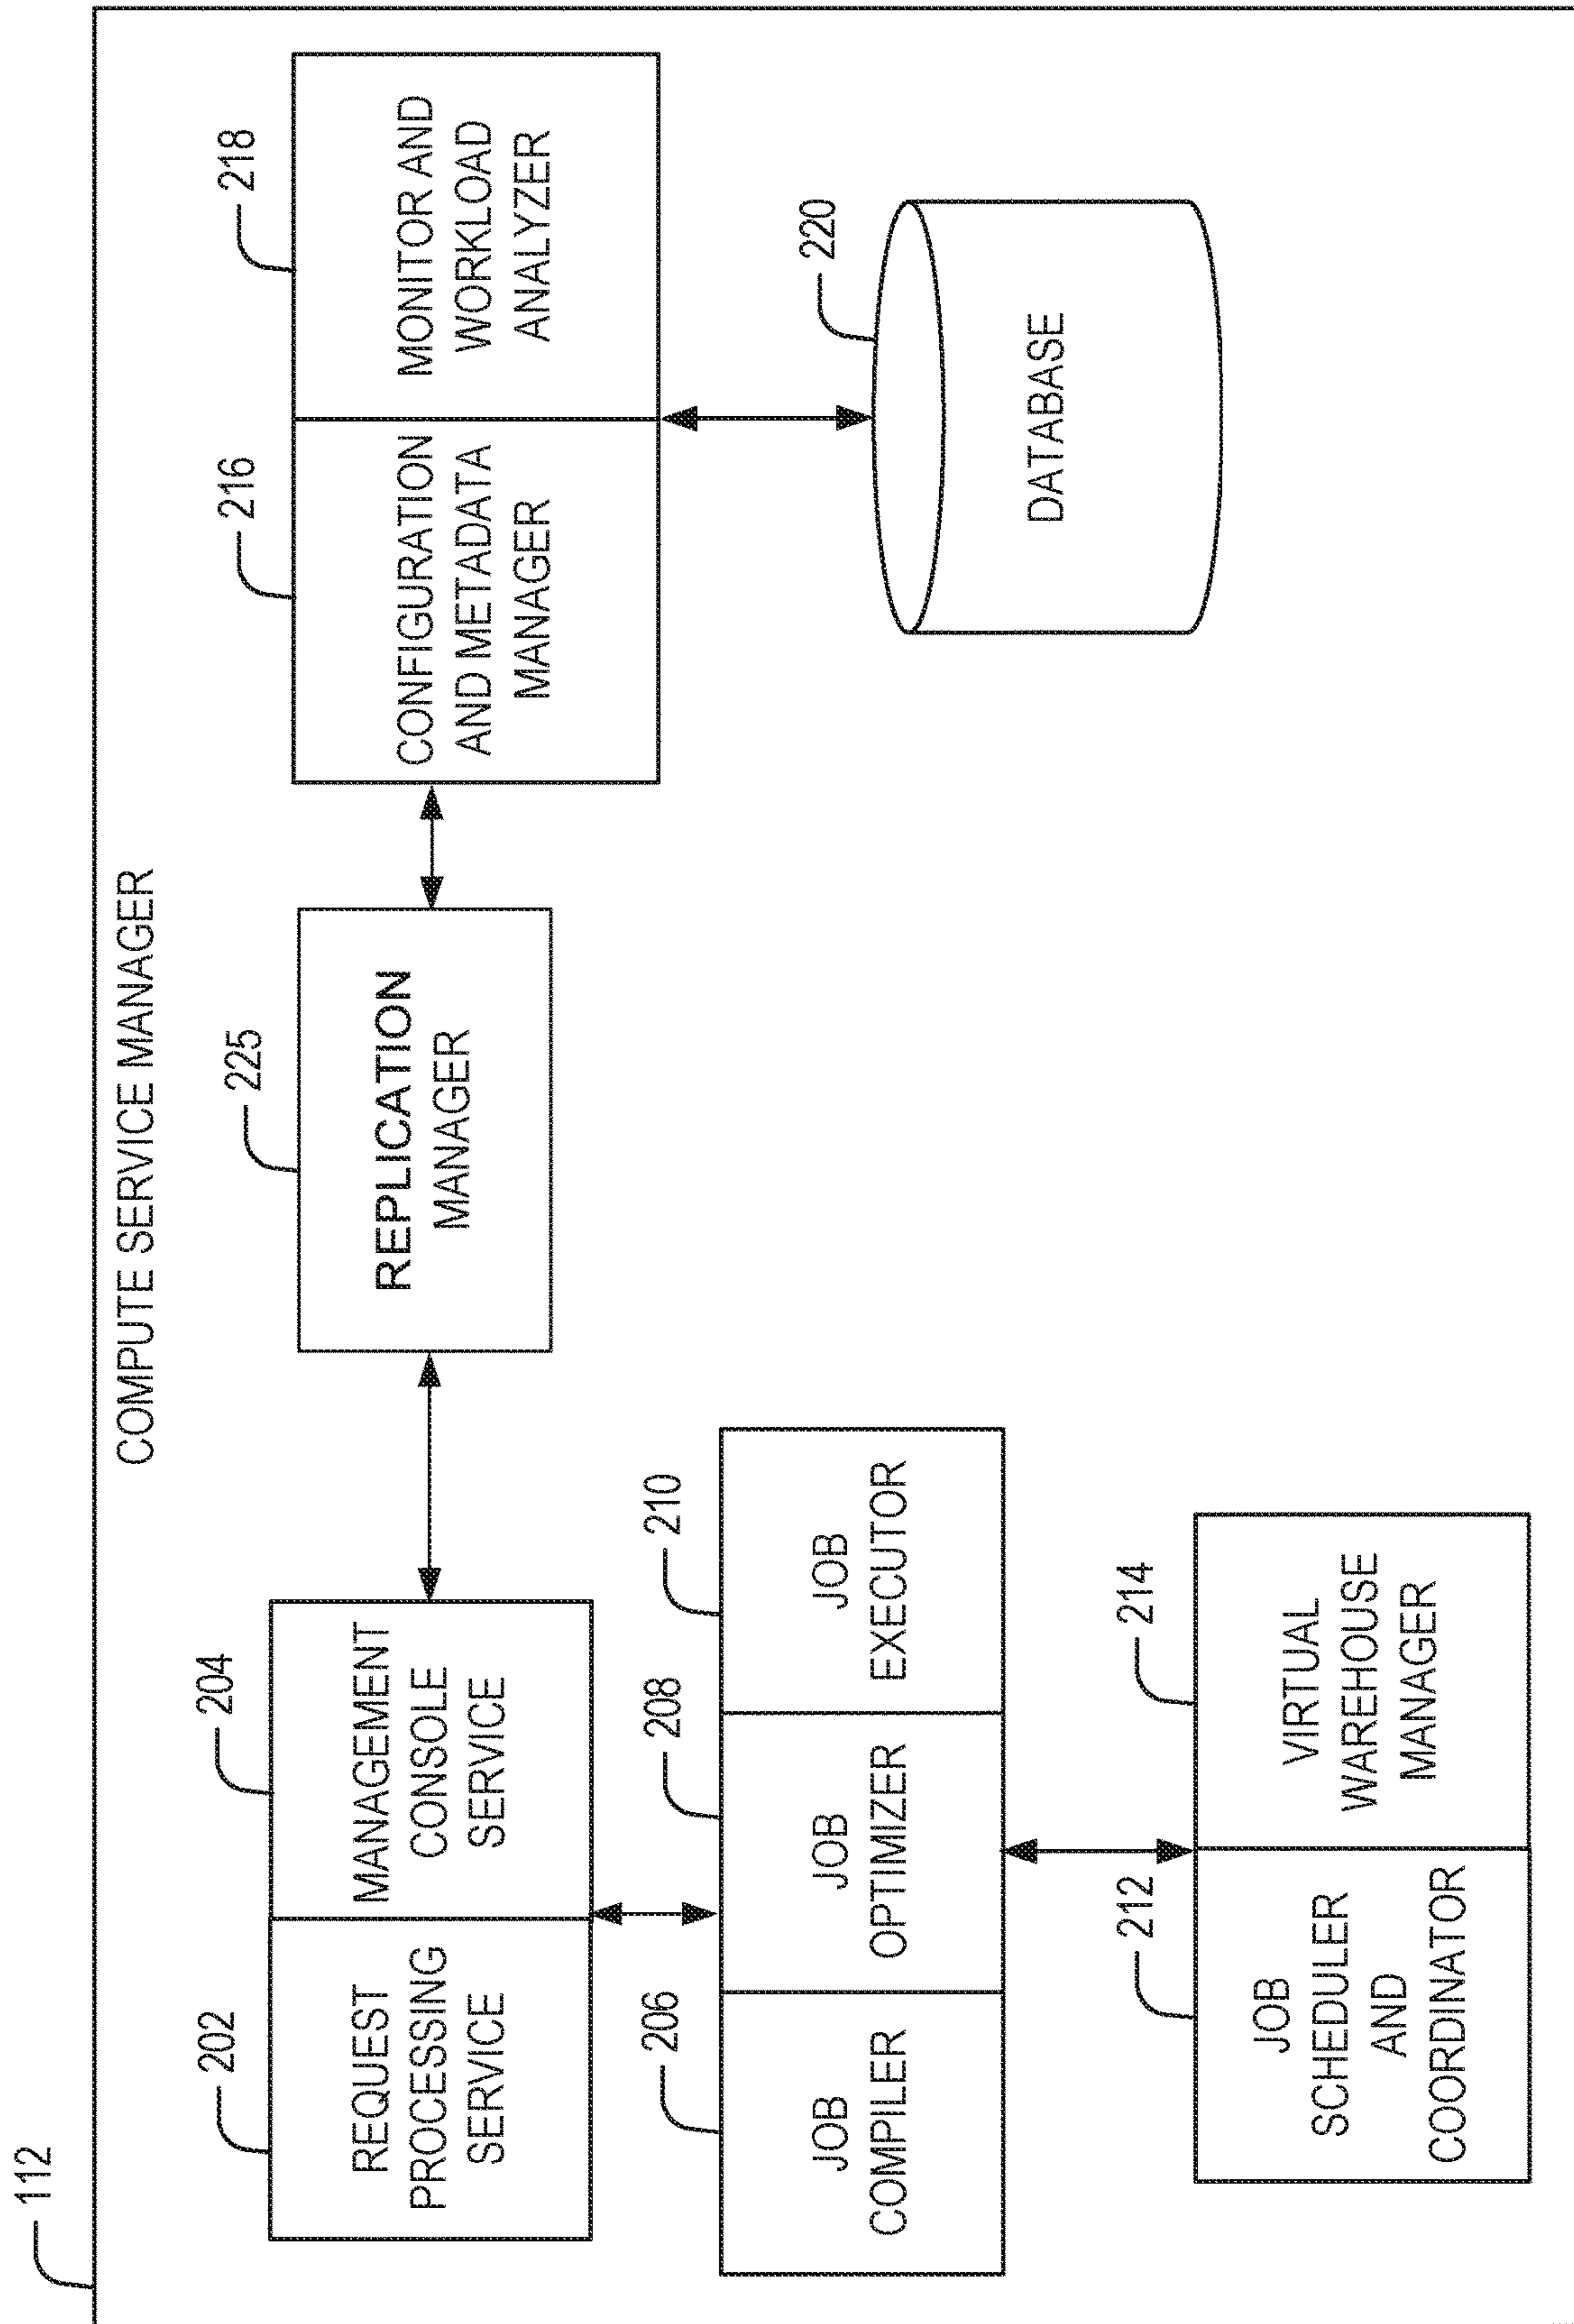 112
COMPUTE SERVICE MANAGER
202
REQUEST
PROCESSING
SERVICE
204
MANAGEMENT
CONSOLE
SERVICE
225
REPLICATION
MANAGER
216
CONFIGURATION
AND METADATA
MANAGER
218
MONITOR AND
WORKLOAD
ANALYZER
206
JOB
COMPILER
208
JOB
OPTIMIZER
210
JOB
EXECUTOR
220
DATABASE
212
JOB
SCHEDULER
AND
COORDINATOR
214
VIRTUAL
WAREHOUSE
MANAGER